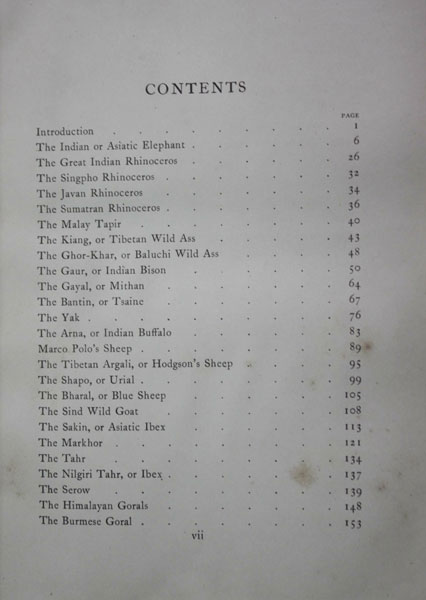 CONTENTS
PAGE
Introduction . . . . . . . . 1
The Indian or Asiatic Elephant . . . . . . 6
The Great Indian Rhinoceros . . . . . . 26
The Singpho Rhinoceros . . . . . . . 32
The Javan Rhinoceros . . . . . . . 34
The Sumatran Rhinoceros . . . . . . . 36
The Malay Tapir . . . . . . . . 40
The Kiang, or Tibetan Wild Ass . . . . . 43
The Ghor-Khar, or Baluchi Wild Ass . . . . . 48
The Gaur, or Indian Bison . . . . . . 50
The Gayal, or Mithan . . . . . . . 64
The Bantin, or Tsaine . . . . . . . 67
The Yak . . . . . . . . . 76
The Arna, or Indian Buffalo . . . . . . 83
Marco Polo's Sheep . . . . . . . . 89
The Tibetan Argali, or Hodgson's Sheep . . . . 95
The Shapo, or Urial . . . . . . . . 99
The Bharal, or Blue Sheep . . . . . . 105
The Sind Wild Goat . . . . . . . 108
The Sakin, or Asiatic Ibex . . . . . . 113
The Markhor . . . . . . . . 121
The Tahr . . . . . . . . 134
The Nilgiri Tahr, or Ibex . . . . . . . 137
The Serow . . . . . . . . 139
The Himalayan Gorals . . . . . . . 148
The Burmese Goral . . . . . . . . 153
vii